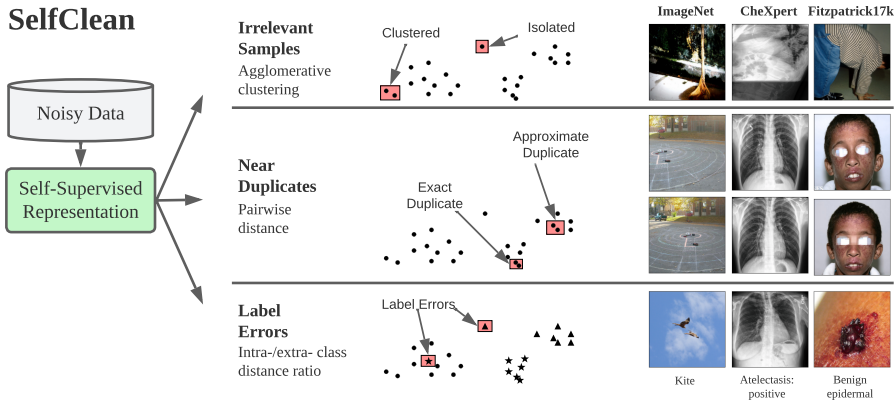 SelfClean
Noisy Data
Self-Supervised
Representation
Irrelevant
Samples
Agglomerative
clustering
Clustered
Isolated
ImageNet
CheXpert
Fitzpatrick17k
Near
Duplicates
Pairwise
distance
Exact
Duplicate
Approximate
Duplicate
Label
Errors
Intra-/extra- class
distance ratio
Label Errors
Kite
Atelectasis:
positive
Benign
epidermal